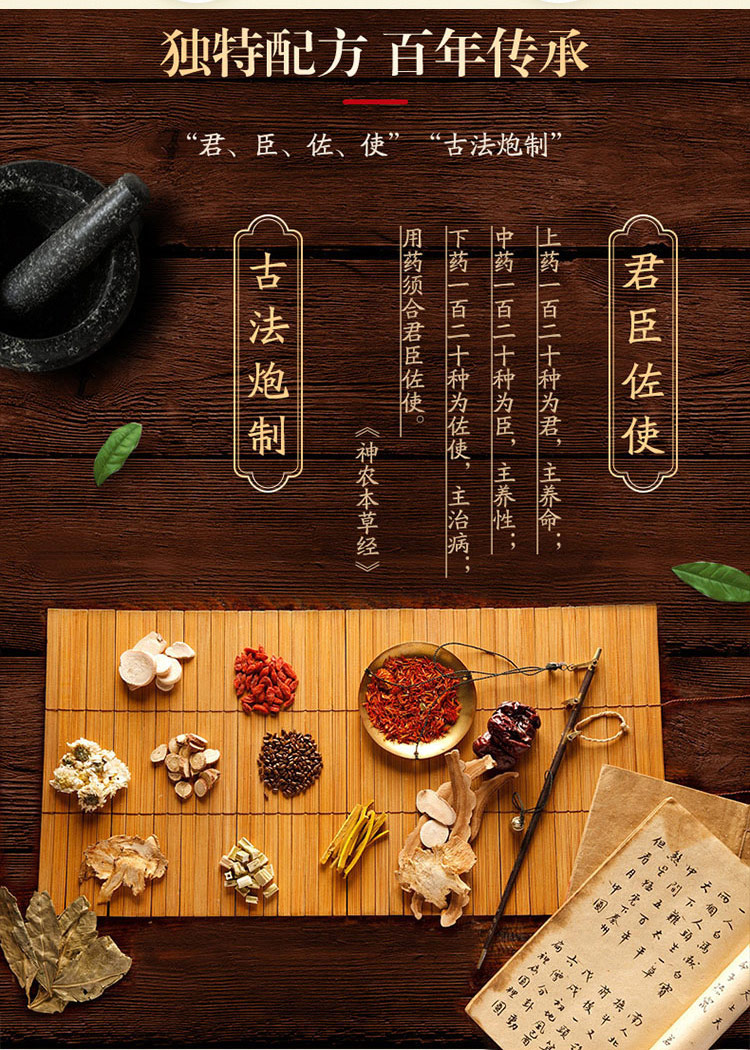 独特配方 百年传承
“君、臣、佐、使” “古法炮制”
君臣佐使
上药一百二十种为君，主养命；
中药一百二十种为臣，主养性；
下药一百二十种为佐使，主治病；
用药须合君臣佐使。
《神农本草经》
古法炮制